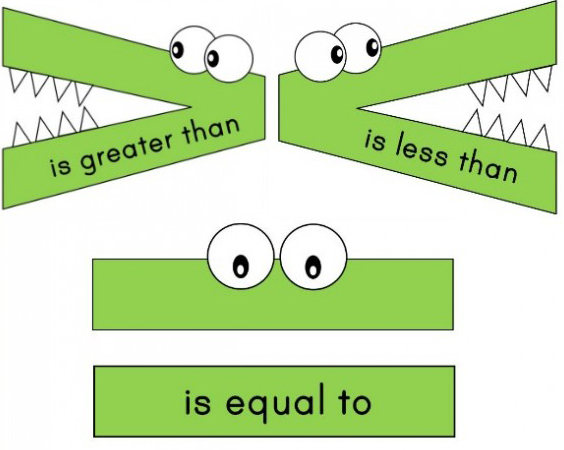 is greater than
is less than
is equal to